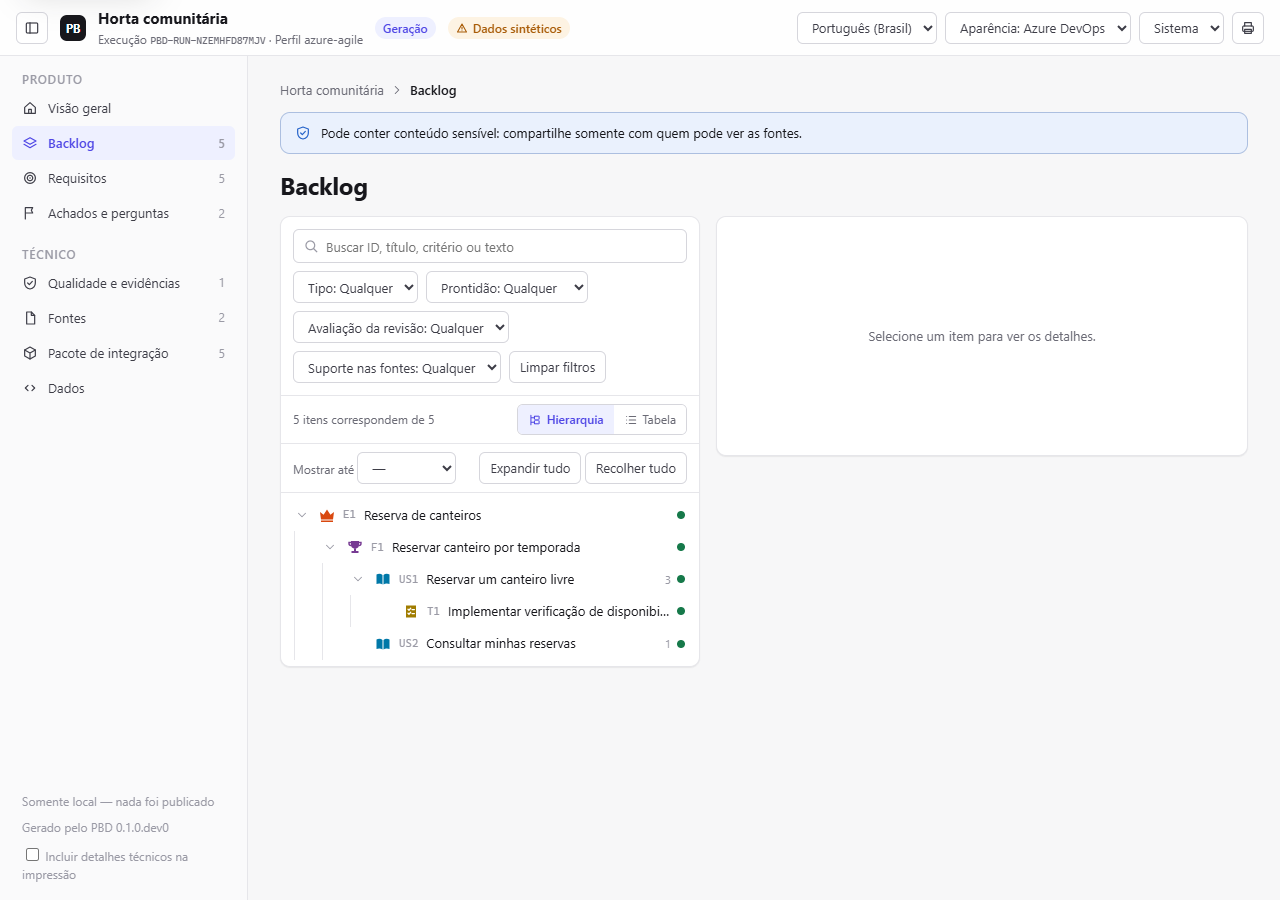 PB
Horta comunitária
Execução PBD-RUN-NZEMHFD87MJV · Perfil azure-agile
Geração
Dados sintéticos
Português (Brasil)
Aparência: Azure DevOps
Sistema
PRODUTO
Visão geral
Backlog 5
Requisitos 5
Achados e perguntas 2
TÉCNICO
Qualidade e evidências 1
Fontes 2
Pacote de integração 5
Dados
Somente local — nada foi publicado
Gerado pelo PBD 0.1.0.dev0
Incluir detalhes técnicos na
impressão
Horta comunitária > Backlog
Pode conter conteúdo sensível: compartilhe somente com quem pode ver as fontes.
Backlog
Buscar ID, título, critério ou texto
Tipo: Qualquer
Prontidão: Qualquer
Avaliação da revisão: Qualquer
Suporte nas fontes: Qualquer
Limpar filtros
5 itens correspondem de 5
Hierarquia
Tabela
Mostrar até —
Expandir tudo
Recolher tudo
E1 Reserva de canteiros
F1 Reservar canteiro por temporada
US1 Reservar um canteiro livre 3
T1 Implementar verificação de disponibi...
US2 Consultar minhas reservas 1
Selecione um item para ver os detalhes.